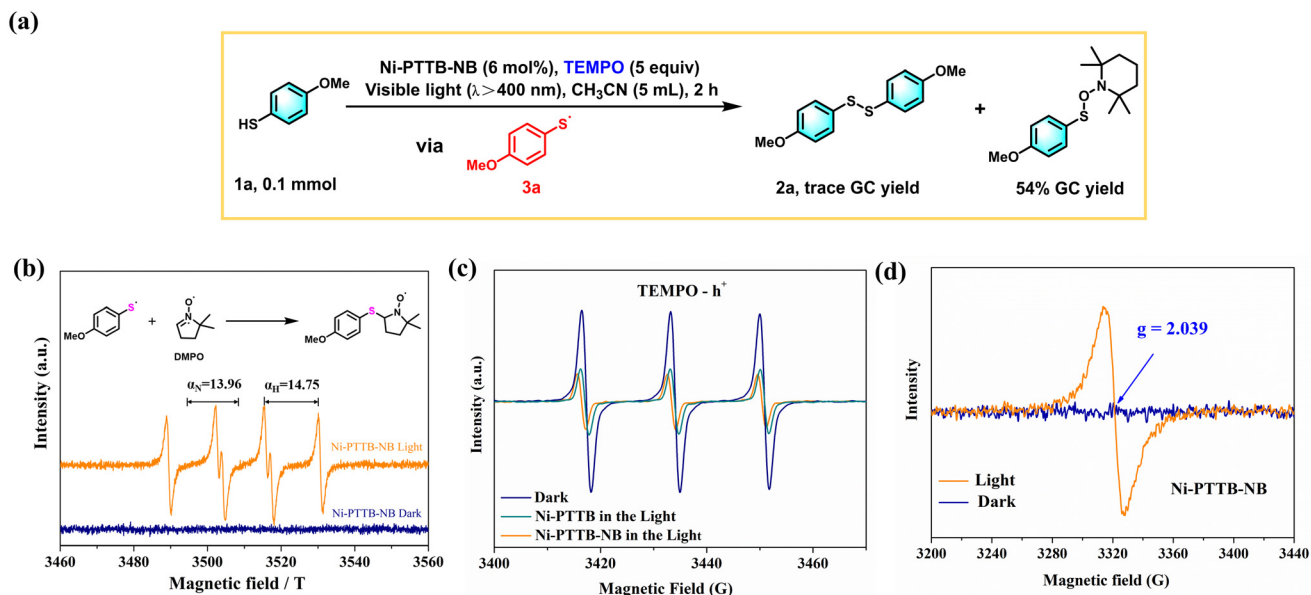 (a)
Ni-PTTB-NB (6 mol%), TEMPO (5 equiv)
Visible light (λ>400 nm), CH₃CN (5 mL), 2 h
OMe
HS
via
S·
MeO
3a
1a, 0.1 mmol
OMe
S
S
MeO
2a, trace GC yield
+
N
O
S
MeO
54% GC yield
(b)
Intensity (a.u.)
S·
MeO
+
O·
N
DMPO
S
O·
N
MeO
αN=13.96
αH=14.75
Ni-PTTB-NB Light
Ni-PTTB-NB Dark
3460 3480 3500 3520 3540 3560
Magnetic field / T
(c)
Intensity (a.u.)
TEMPO - h⁺
Dark
Ni-PTTB in the Light
Ni-PTTB-NB in the Light
3400 3420 3440 3460
Magnetic Field (G)
(d)
Intensity
g = 2.039
Light
Dark
Ni-PTTB-NB
3200 3240 3280 3320 3360 3400 3440
Magnetic field (G)